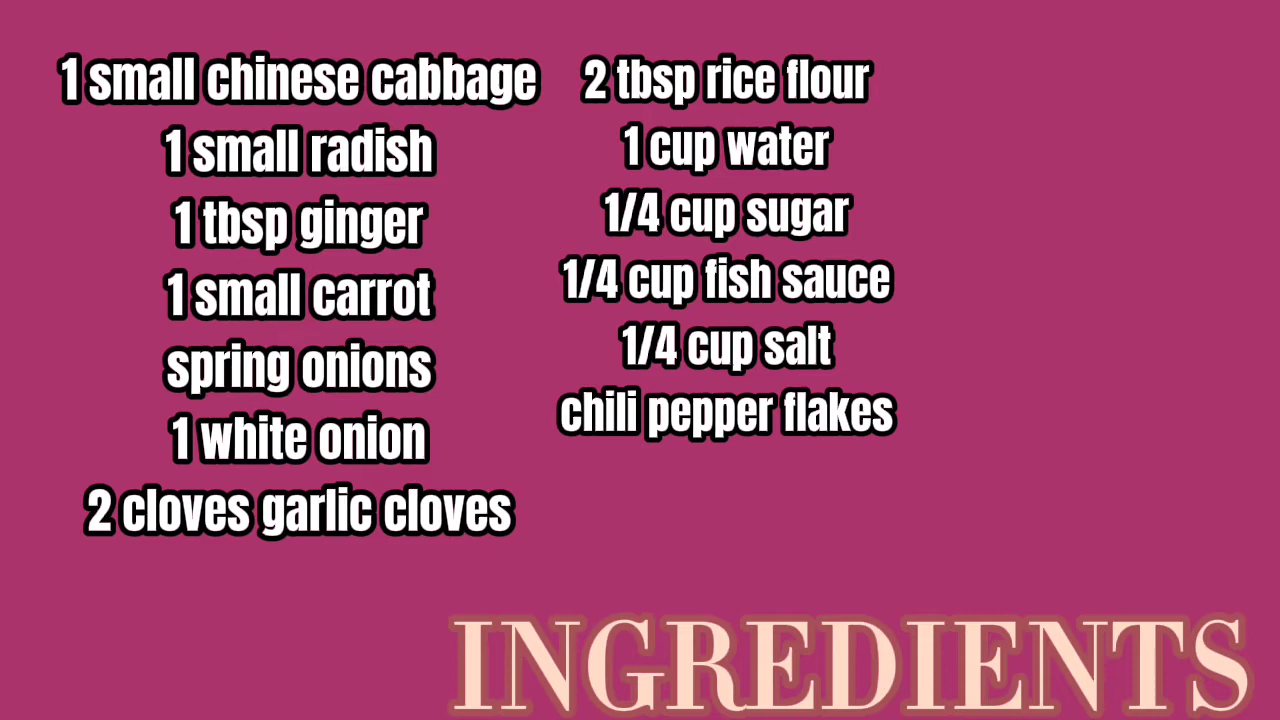 1 small chinese cabbage
1 small radish
1 tbsp ginger
1 small carrot
spring onions
1 white onion
2 cloves garlic cloves
2 tbsp rice flour
1 cup water
1/4 cup sugar
1/4 cup fish sauce
1/4 cup salt
chili pepper flakes
INGREDIENTS